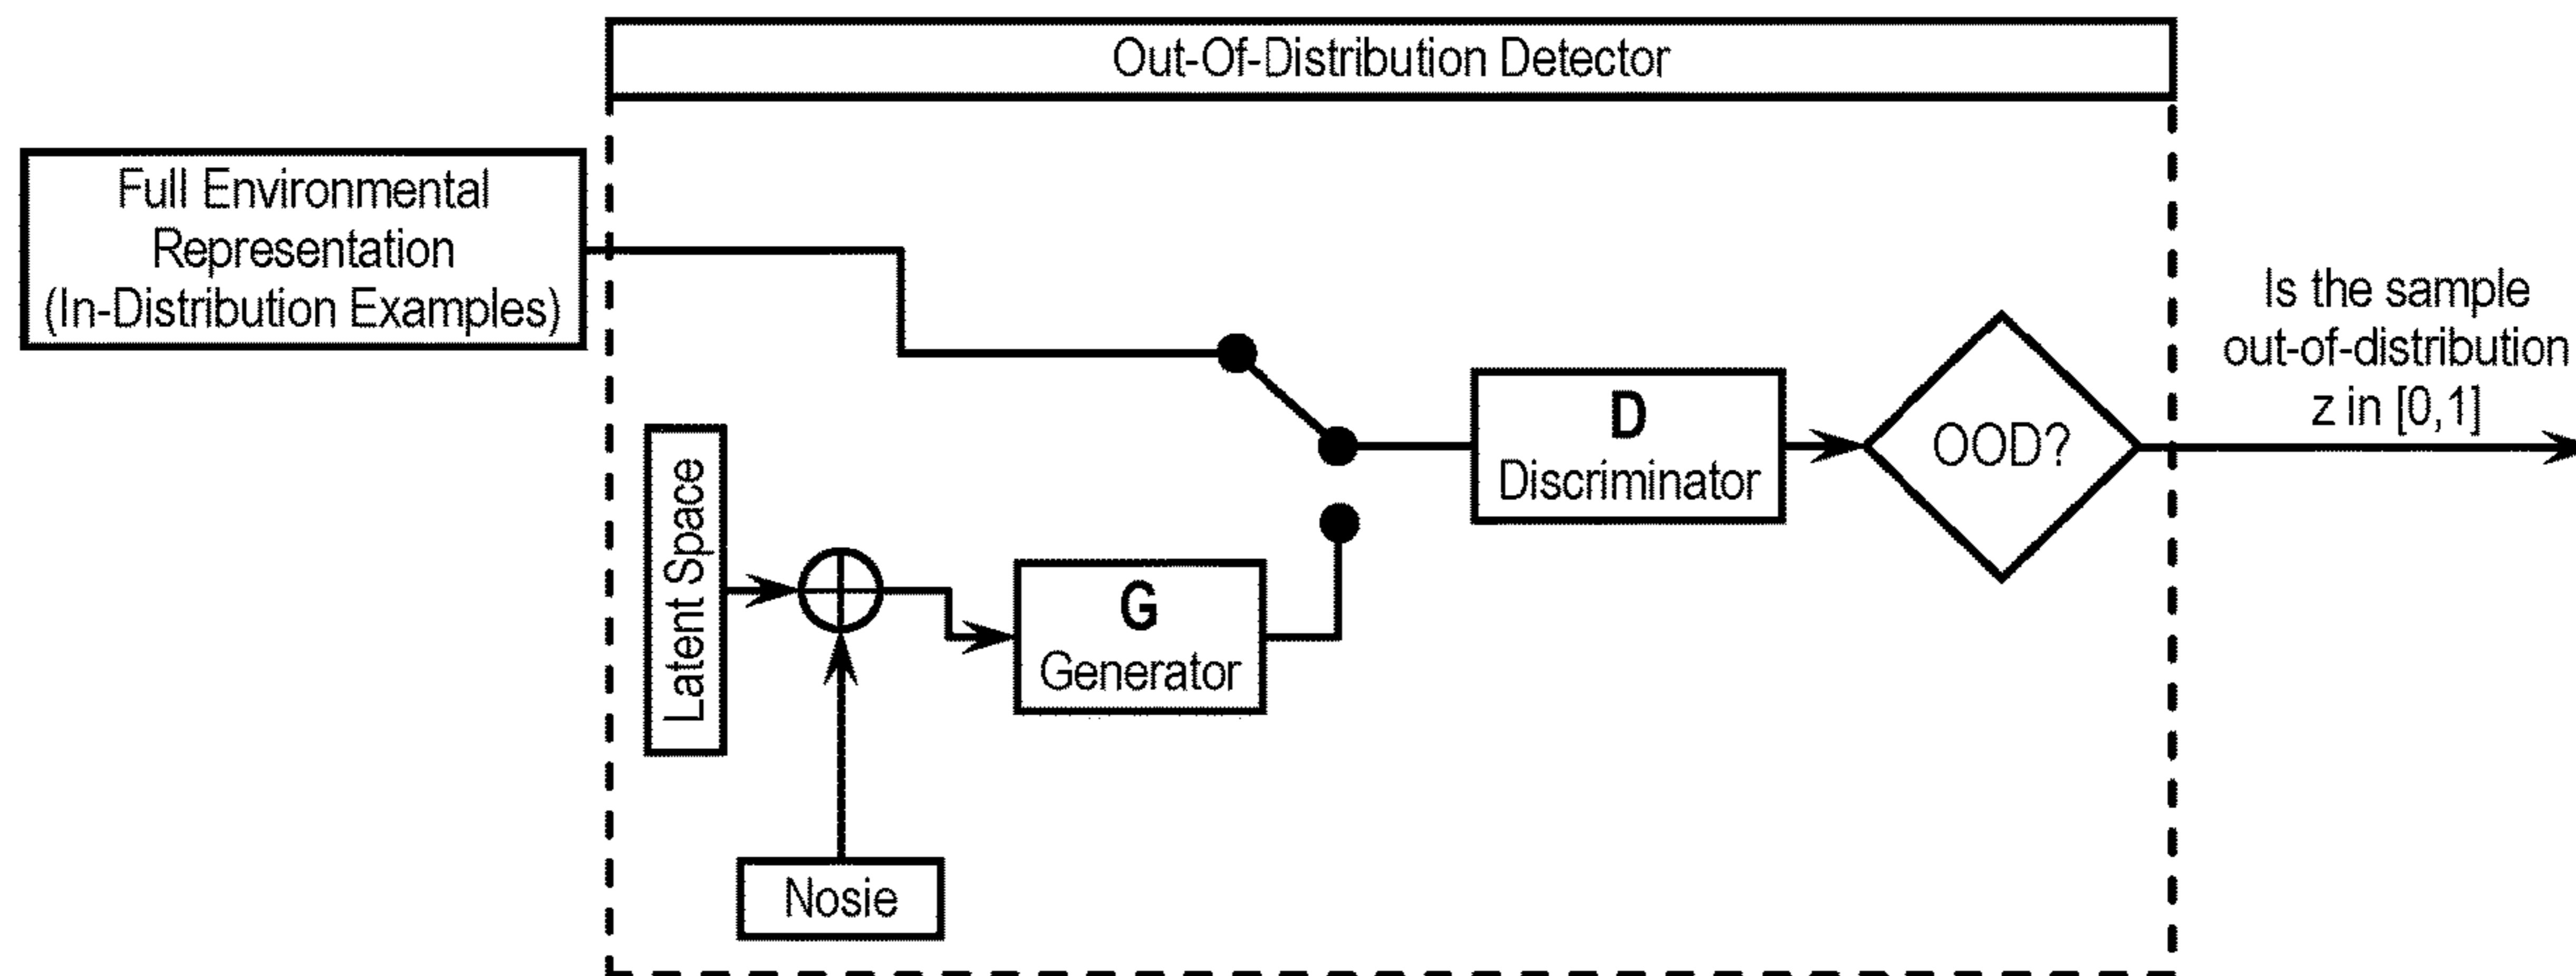 Out-Of-Distribution Detector
Full Environmental
Representation
(In-Distribution Examples)
Is the sample
out-of-distribution
z in [0,1]
D
Discriminator
OOD?
Latent Space
G
Generator
Nosie